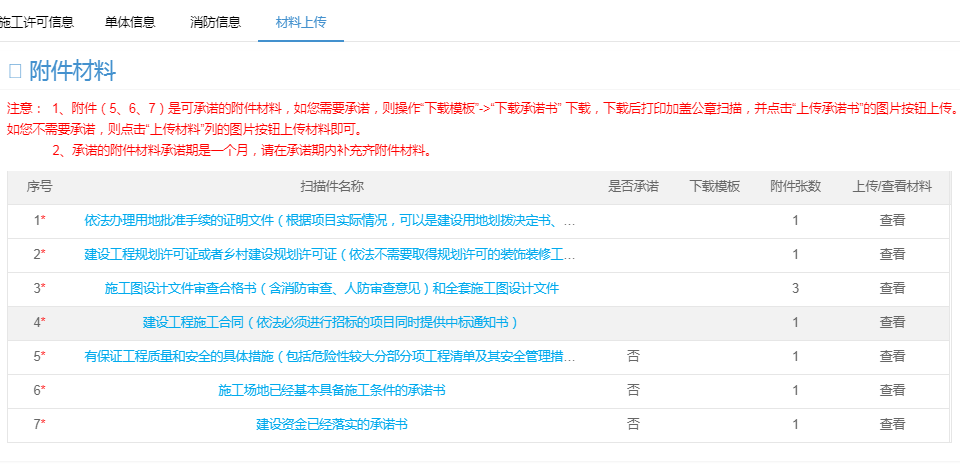 施工许可信息 单体信息 消防信息 材料上传
附件材料
注意： 1、附件（5、6、7）是可承诺的附件材料，如您需要承诺，则操作“下载模板”->“下载承诺书” 下载，下载后打印加盖公章扫描，并点击“上传承诺书”的图片按钮上传。
如您不需要承诺，则点击“上传材料”列的图片按钮上传材料即可。
2、承诺的附件材料承诺期是一个月，请在承诺期内补充齐附件材料。
序号 扫描件名称 是否承诺 下载模板 附件张数 上传/查看材料
1* 依法办理用地批准手续的证明文件（根据项目实际情况，可以是建设用地划拨决定书、... 1 查看
2* 建设工程规划许可证或者乡村建设规划许可证（依法不需要取得规划许可的装饰装修工... 1 查看
3* 施工图设计文件审查合格书（含消防审查、人防审查意见）和全套施工图设计文件 3 查看
4* 建设工程施工合同（依法必须进行招标的项目同时提供中标通知书） 1 查看
5* 有保证工程质量和安全的具体措施（包括危险性较大分部分项工程清单及其安全管理措... 否 1 查看
6* 施工场地已经基本具备施工条件的承诺书 否 1 查看
7* 建设资金已经落实的承诺书 否 1 查看